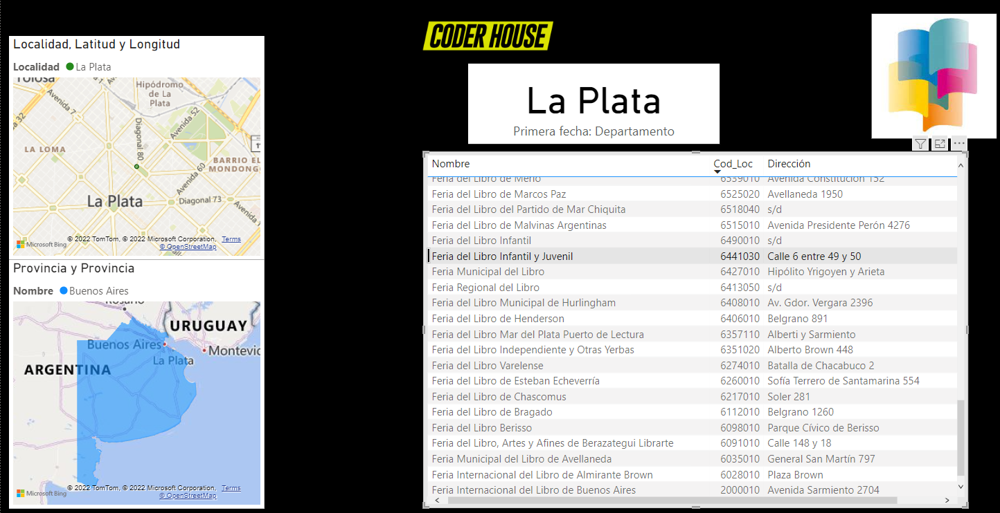 CODER HOUSE
Localidad, Latitud y Longitud
Localidad La Plata
Tolosa
Hipódromo
de La
Plata
Avenida 7
Avenida 32
Avenida 52
Diagonal 80
LA LOMA
BARRIO EL
MONDONGO
Avenida 60
La Plata
Diagonal 73
Avenida
© 2022 TomTom, © 2022 Microsoft Corporation, Terms
© OpenStreetMap
Microsoft Bing
Provincia y Provincia
Nombre Buenos Aires
Rosario
URUGUAY
Buenos Aires
Montevid
La Plata
ARGENTINA
© 2022 TomTom, © 2022 Microsoft Corporation, Terms
© OpenStreetMap
Microsoft Bing
La Plata
Primera fecha: Departamento
Nombre Cod_Loc Dirección
Feria del Libro de Merlo 6539010 Avenida Constitución 152
Feria del Libro de Marcos Paz 6525020 Avellaneda 1950
Feria del Libro del Partido de Mar Chiquita 6518040 s/d
Feria del Libro de Malvinas Argentinas 6515010 Avenida Presidente Perón 4276
Feria del Libro Infantil 6490010 s/d
Feria del Libro Infantil y Juvenil 6441030 Calle 6 entre 49 y 50
Feria Municipal del Libro 6427010 Hipólito Yrigoyen y Arieta
Feria Regional del Libro 6413050 s/d
Feria del Libro Municipal de Hurlingham 6408010 Av. Gdor. Vergara 2396
Feria del Libro de Henderson 6406010 Belgrano 891
Feria del Libro Mar del Plata Puerto de Lectura 6357110 Alberti y Sarmiento
Feria del Libro Independiente y Otras Yerbas 6351020 Alberto Brown 448
Feria del Libro Varelense 6274010 Batalla de Chacabuco 2
Feria del Libro de Esteban Echeverría 6260010 Sofía Terrero de Santamarina 554
Feria del Libro de Chascomus 6217010 Soler 281
Feria del Libro de Bragado 6112010 Belgrano 1260
Feria del Libro Berisso 6098010 Parque Cívico de Berisso
Feria del Libro, Artes y Afines de Berazategui Librarte 6091010 Calle 148 y 18
Feria Municipal del Libro de Avellaneda 6035010 General San Martín 797
Feria Internacional del Libro de Almirante Brown 6028010 Plaza Brown
Feria Internacional del Libro de Buenos Aires 2000010 Avenida Sarmiento 2704